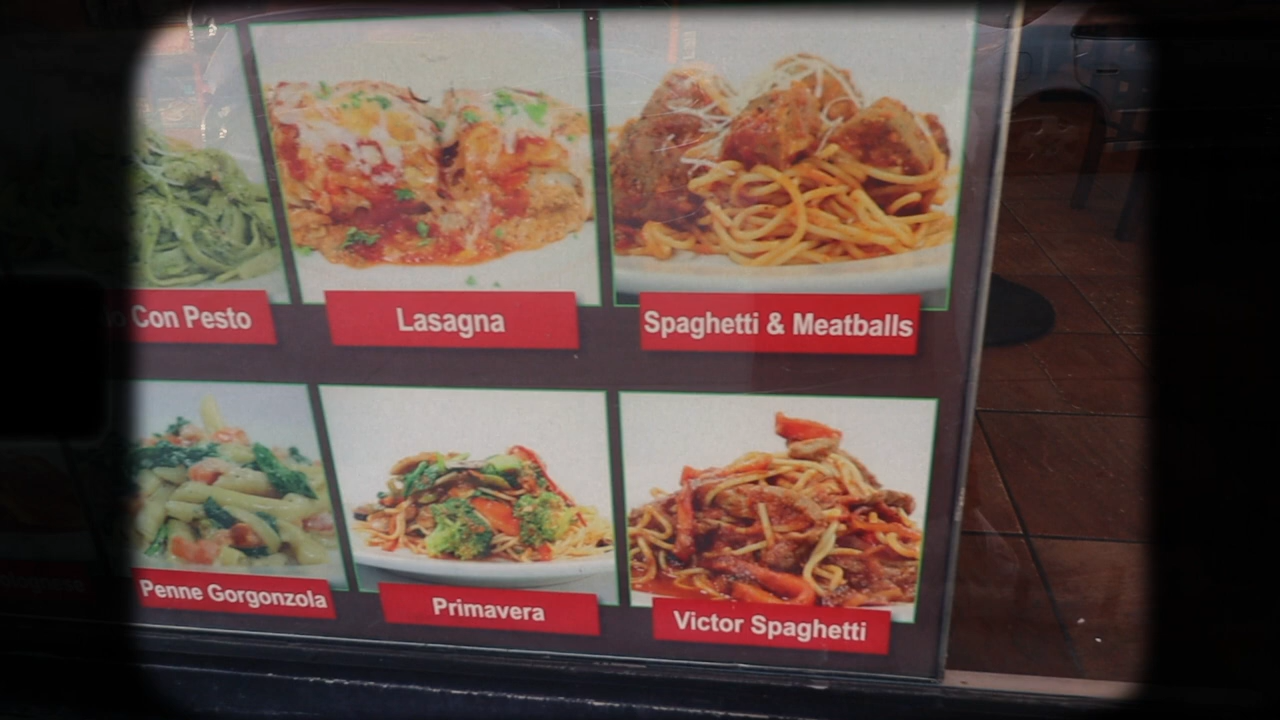 Con Pesto
Lasagna
Spaghetti & Meatballs
Penne Gorgonzola
Primavera
Victor Spaghetti